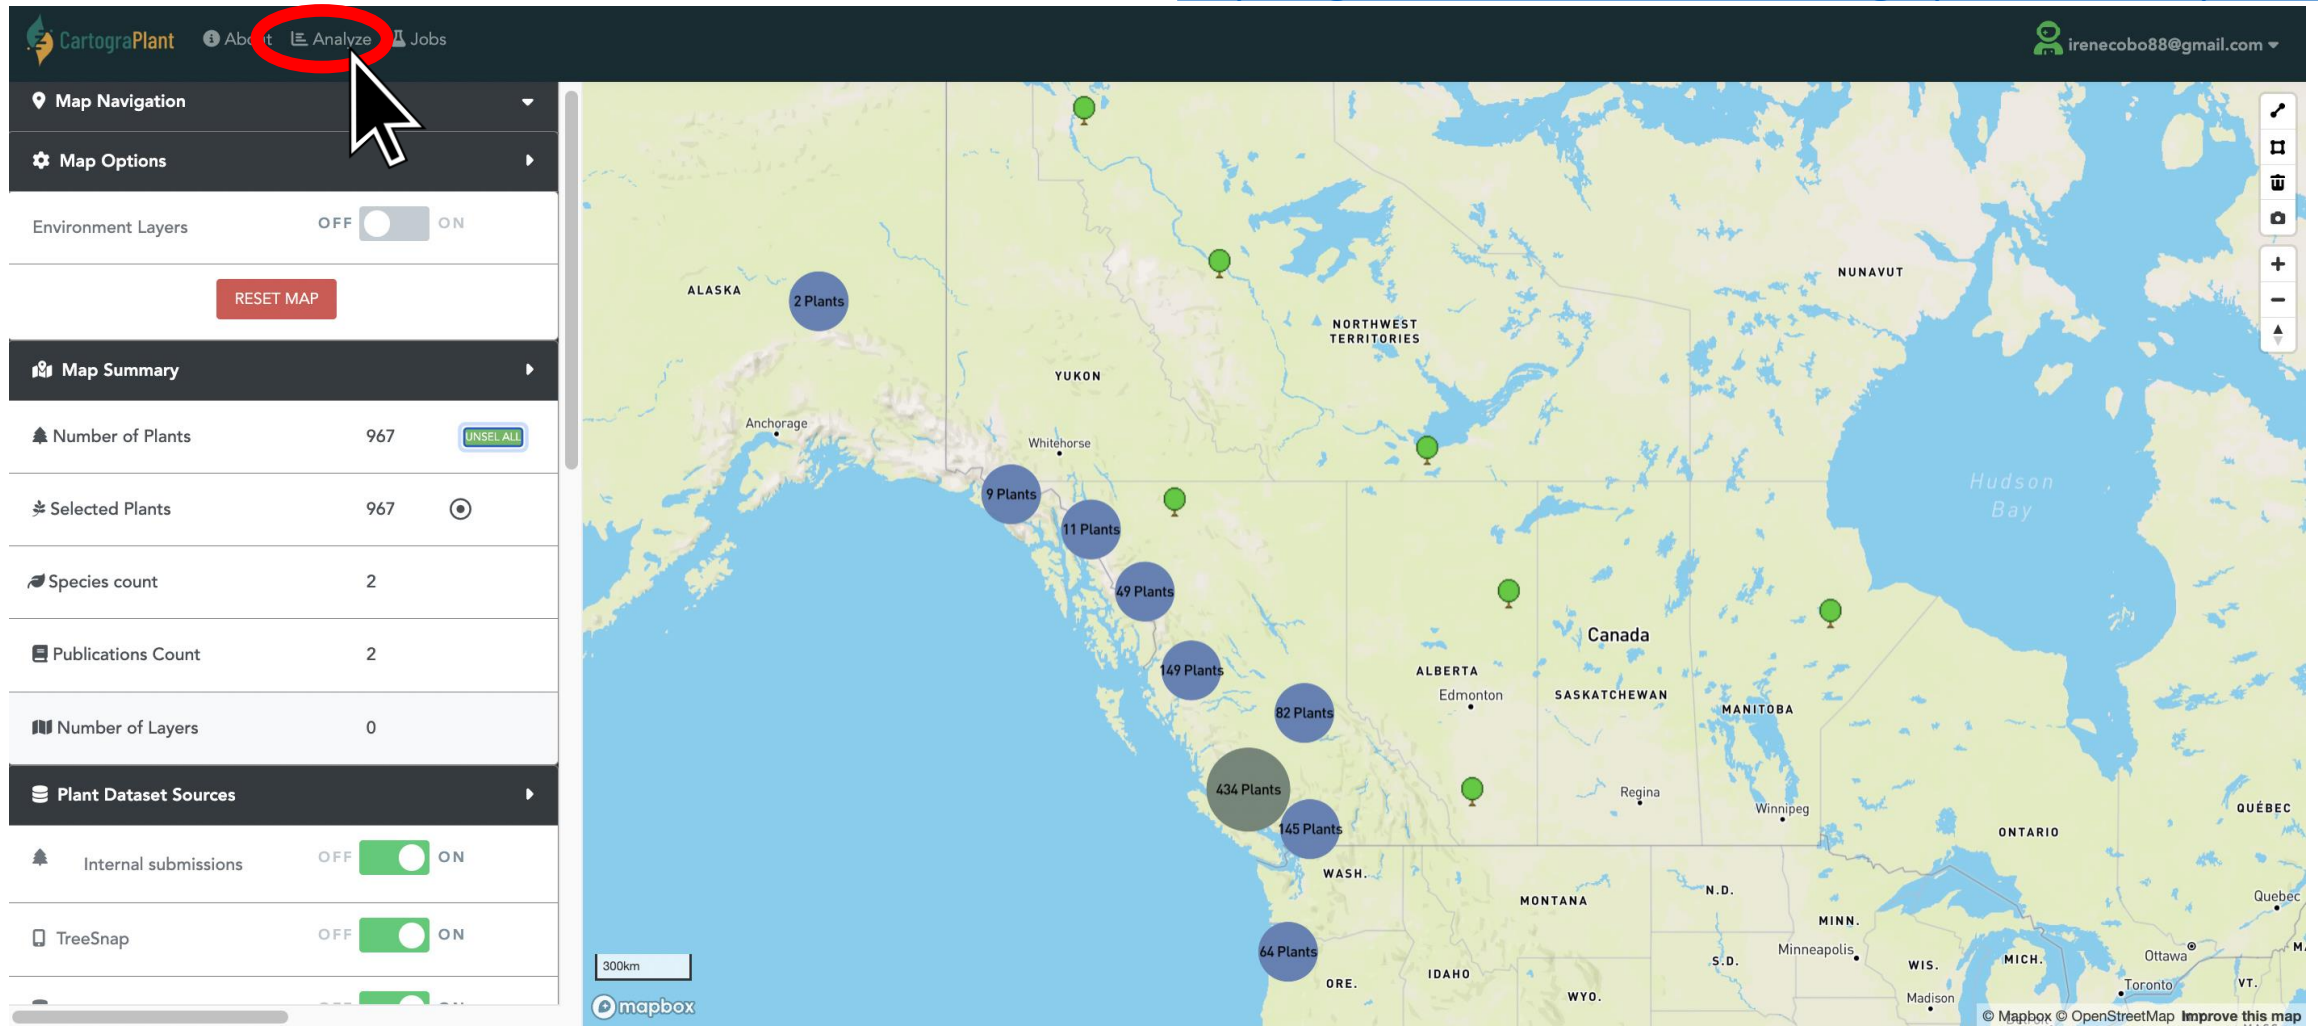 CartograPlant
About
Analyze
Jobs
irenecobo88@gmail.com
Map Navigation
Map Options
Environment Layers OFF ON
RESET MAP
Map Summary
Number of Plants 967 UNSEL ALL
Selected Plants 967
Species count 2
Publications Count 2
Number of Layers 0
Plant Dataset Sources
Internal submissions OFF ON
TreeSnap OFF ON
NUNAVUT
ALASKA
2 Plants
NORTHWEST
TERRITORIES
YUKON
Anchorage
Whitehorse
Hudson
Bay
9 Plants
11 Plants
49 Plants
Canada
149 Plants
ALBERTA
Edmonton
SASKATCHEWAN
MANITOBA
82 Plants
434 Plants
Regina
Winnipeg
QUÉBEC
145 Plants
ONTARIO
WASH.
MONTANA
N.D.
Quebec
MINN.
64 Plants
Minneapolis
Ottawa
S.D.
WIS.
MICH.
300km
ORE.
IDAHO
Toronto
VT.
WYO.
Madison
mapbox
© Mapbox © OpenStreetMap Improve this map